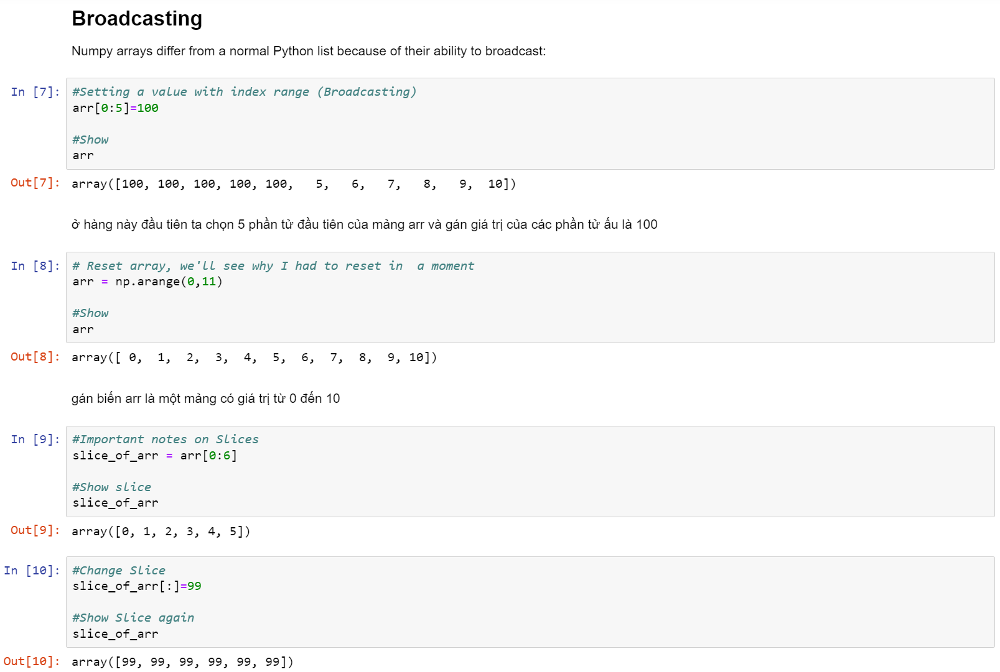 Broadcasting
Numpy arrays differ from a normal Python list because of their ability to broadcast:
In [7]: #Setting a value with index range (Broadcasting)
arr[0:5]=100
#Show
arr
Out[7]: array([100, 100, 100, 100, 100,   5,   6,   7,   8,   9,  10])
ở hàng này đầu tiên ta chọn 5 phần tử đầu tiên của mảng arr và gán giá trị của các phần tử ấu là 100
In [8]: # Reset array, we'll see why I had to reset in  a moment
arr = np.arange(0,11)
#Show
arr
Out[8]: array([ 0,  1,  2,  3,  4,  5,  6,  7,  8,  9, 10])
gán biến arr là một mảng có giá trị từ 0 đến 10
In [9]: #Important notes on Slices
slice_of_arr = arr[0:6]
#Show slice
slice_of_arr
Out[9]: array([0, 1, 2, 3, 4, 5])
In [10]: #Change Slice
slice_of_arr[:]=99
#Show Slice again
slice_of_arr
Out[10]: array([99, 99, 99, 99, 99, 99])